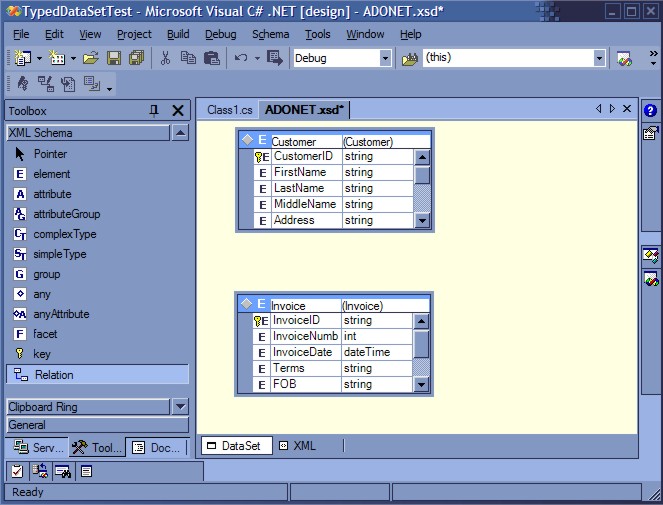 TypedDataSetTest - Microsoft Visual C# .NET [design] - ADONET.xsd*
File Edit View Project Build Debug Schema Tools Window Help
Debug (this)
Toolbox
XML Schema
Pointer
E element
A attribute
AG attributeGroup
CT complexType
ST simpleType
G group
any
anyAttribute
F facet
key
Relation
Clipboard Ring
General
Serv... Tool... Doc...
Class1.cs ADONET.xsd*
E Customer (Customer)
E CustomerID string
E FirstName string
E LastName string
E MiddleName string
E Address string
E Invoice (Invoice)
E InvoiceID string
E InvoiceNumb int
E InvoiceDate dateTime
E Terms string
E FOB string
DataSet XML
Ready